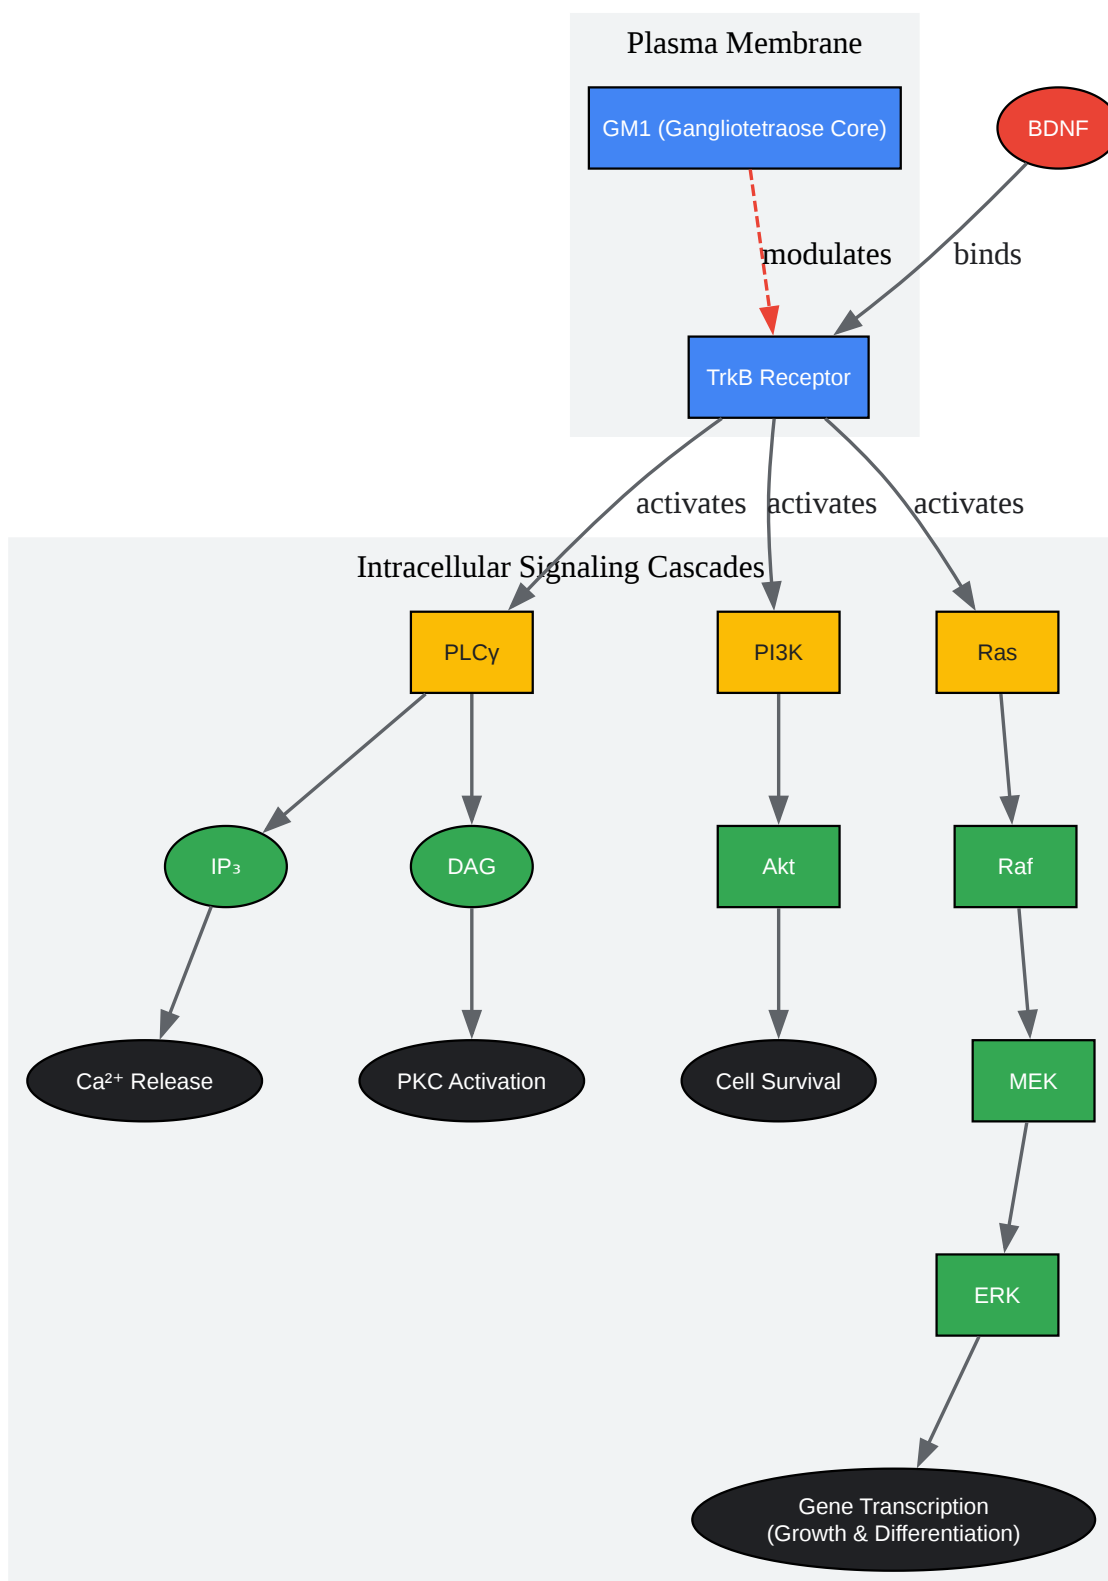 Plasma Membrane
GM1 (Gangliotetraose Core)
BDNF
modulates
binds
TrkB Receptor
activates
activates
activates
Intracellular Signaling Cascades
PLCγ
PI3K
Ras
IP₃
DAG
Akt
Raf
Ca²⁺ Release
PKC Activation
Cell Survival
MEK
ERK
Gene Transcription
(Growth & Differentiation)